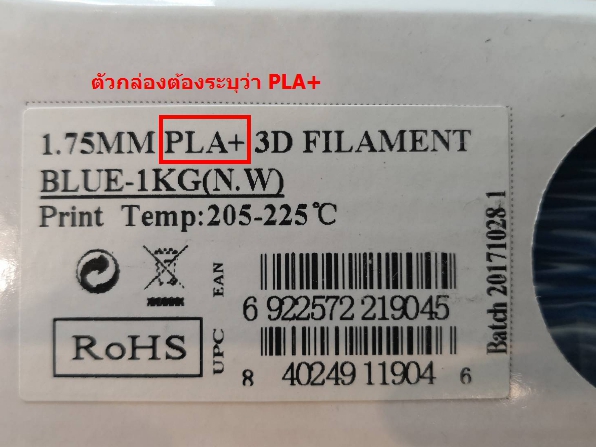 ตัวกล่องต้องระบุว่า PLA+
1.75MM PLA+ 3D FILAMENT
BLUE-1KG(N.W)
Print Temp:205-225℃
EAN
6 922572 219045
RoHS
UPC
8 40249 11904 6
Batch 20171028-1